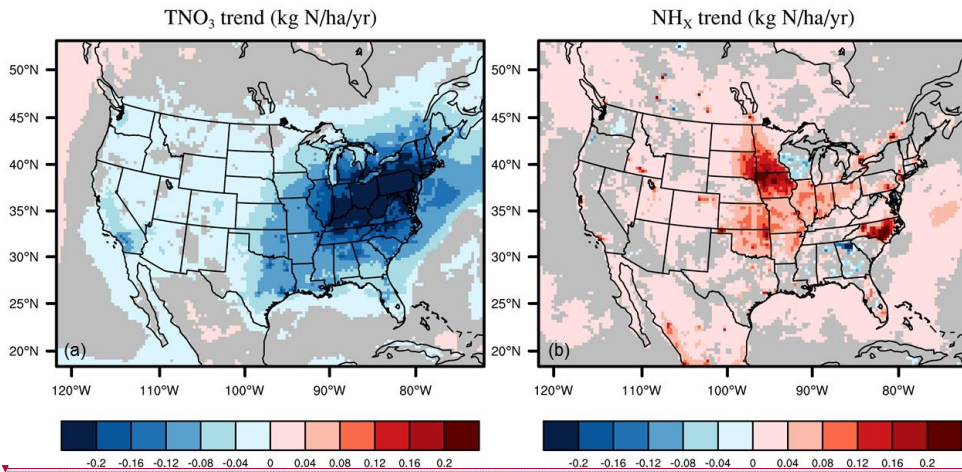 TNO₃ trend (kg N/ha/yr)
50°N
45°N
40°N
35°N
30°N
25°N
20°N
(a)
120°W 110°W 100°W 90°W 80°W
-0.2 -0.16 -0.12 -0.08 -0.04 0 0.04 0.08 0.12 0.16 0.2
NHₓ trend (kg N/ha/yr)
50°N
45°N
40°N
35°N
30°N
25°N
20°N
(b)
120°W 110°W 100°W 90°W 80°W
-0.2 -0.16 -0.12 -0.08 -0.04 0 0.04 0.08 0.12 0.16 0.2